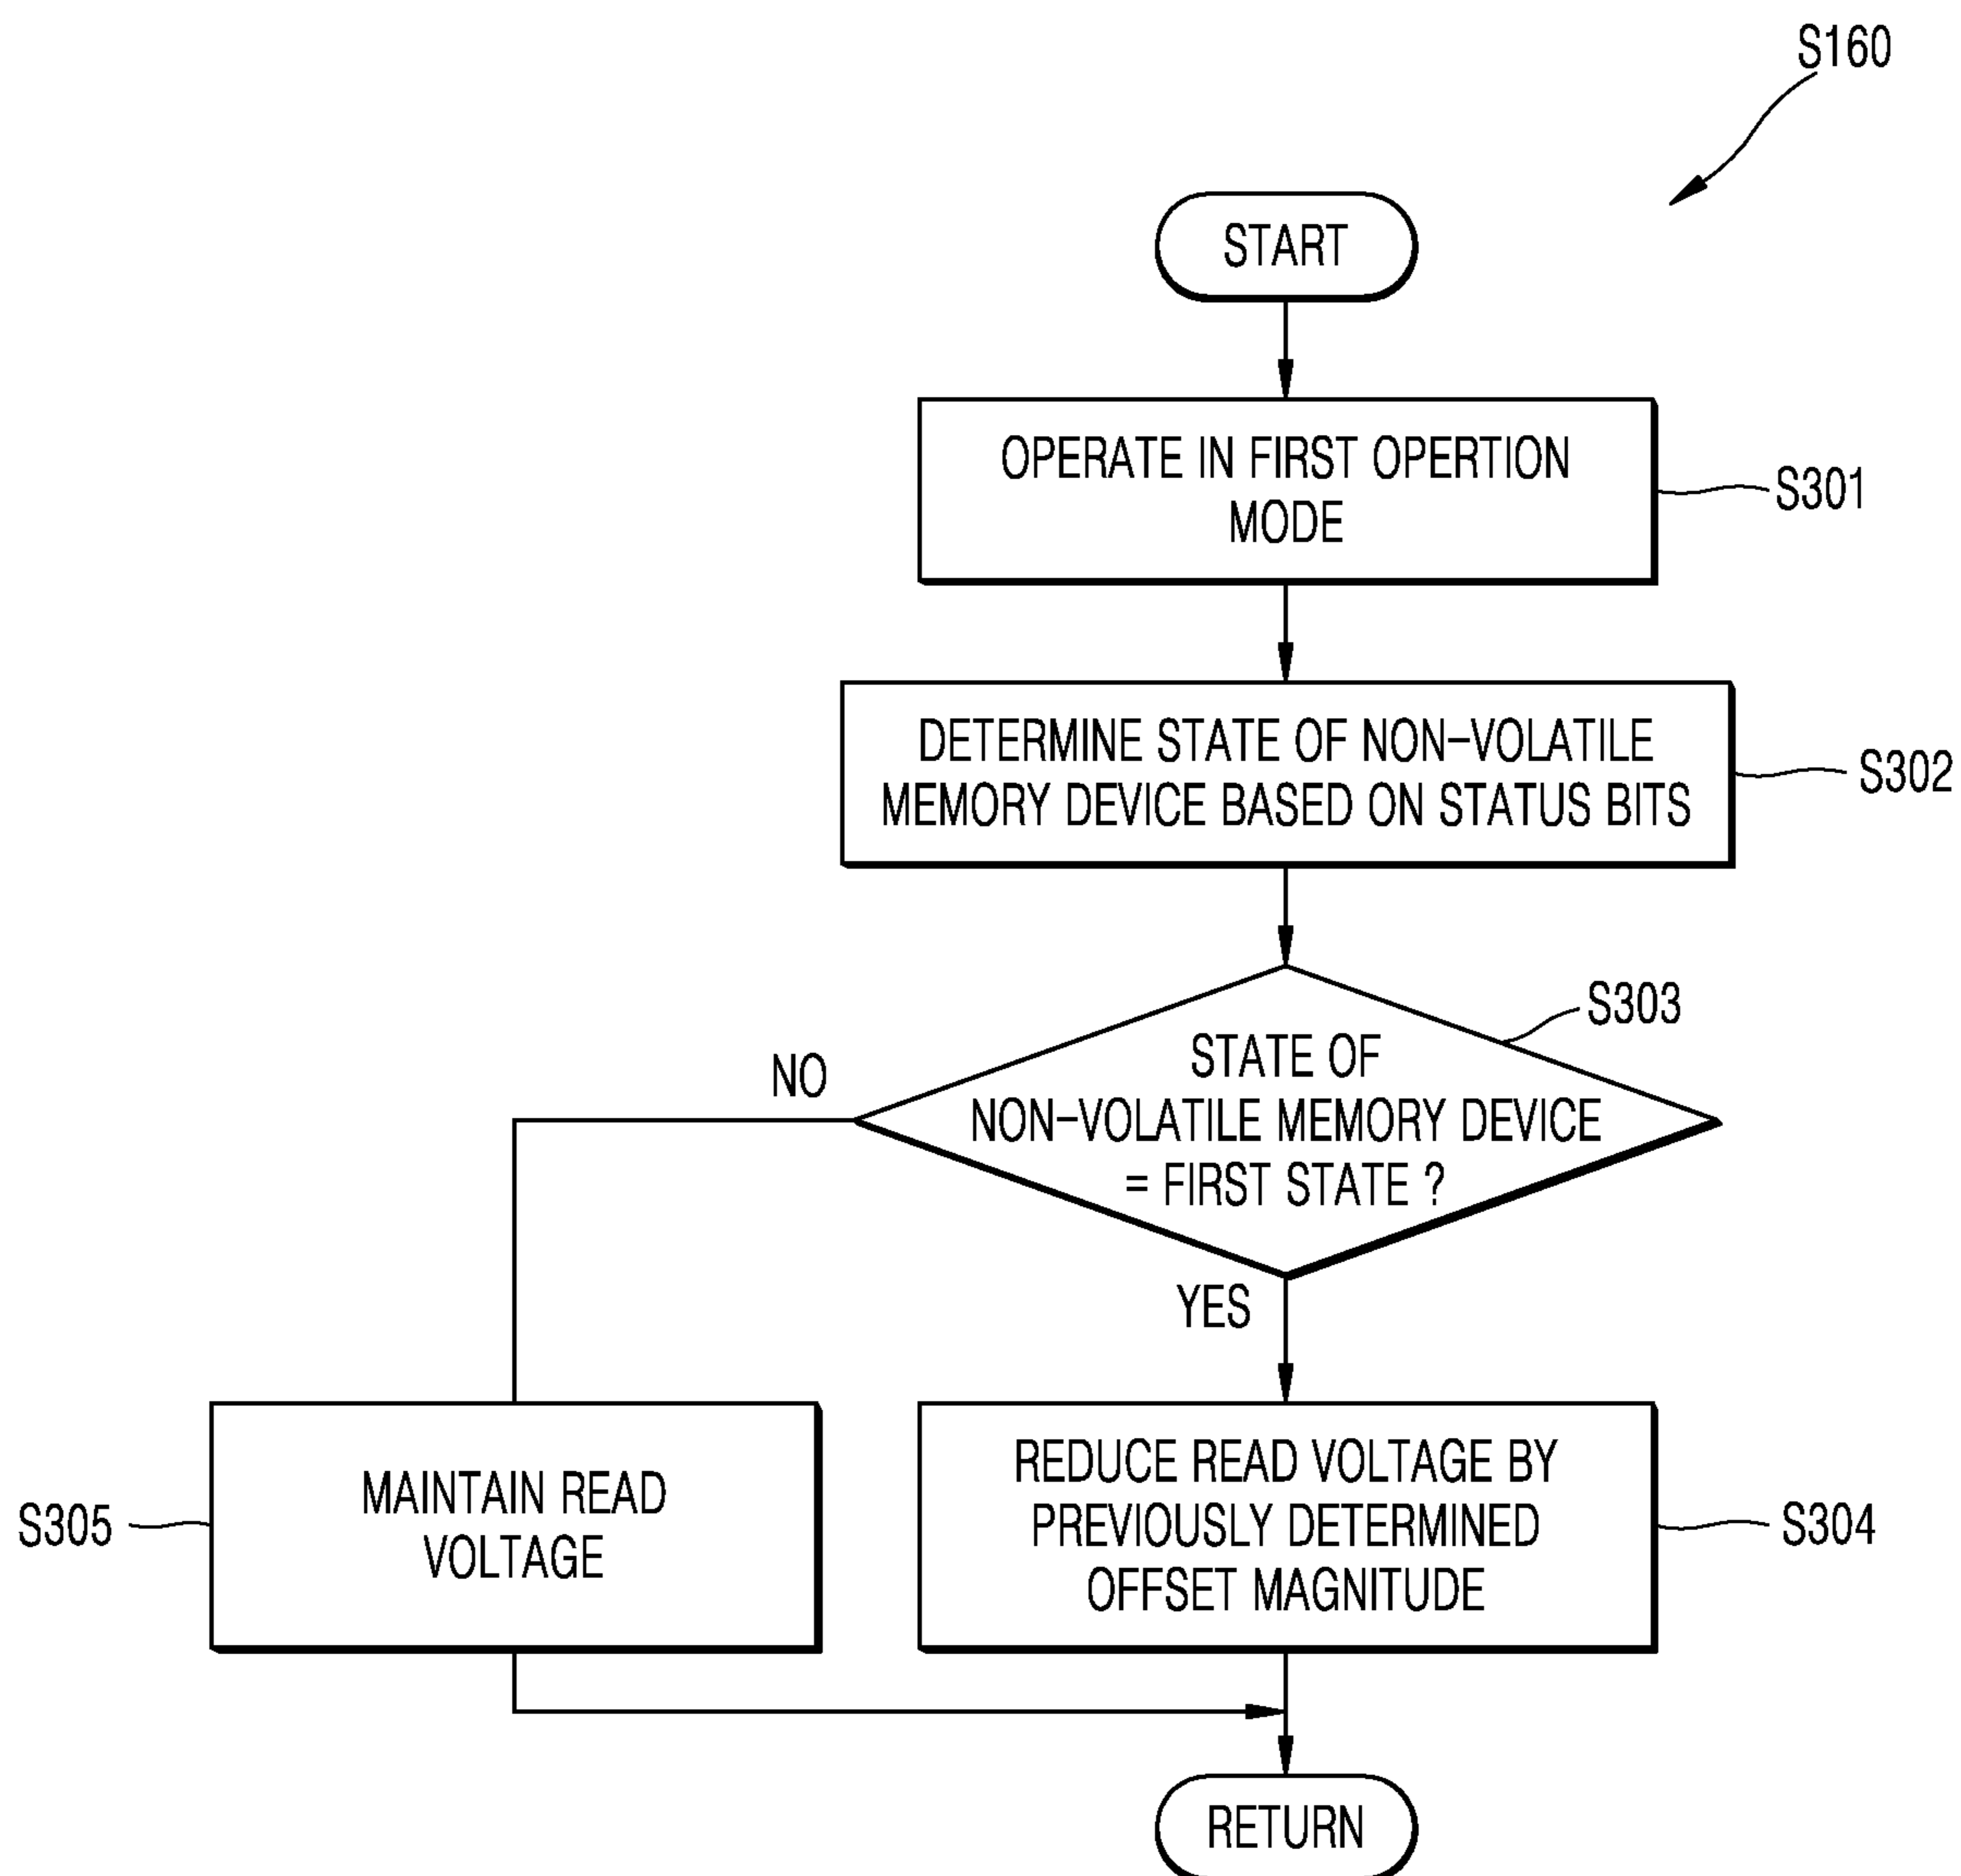 S160
START
OPERATE IN FIRST OPERTION
MODE
S301
DETERMINE STATE OF NON-VOLATILE
MEMORY DEVICE BASED ON STATUS BITS
S302
S303
STATE OF
NON-VOLATILE MEMORY DEVICE
= FIRST STATE ?
NO
YES
MAINTAIN READ
VOLTAGE
S305
REDUCE READ VOLTAGE BY
PREVIOUSLY DETERMINED
OFFSET MAGNITUDE
S304
RETURN